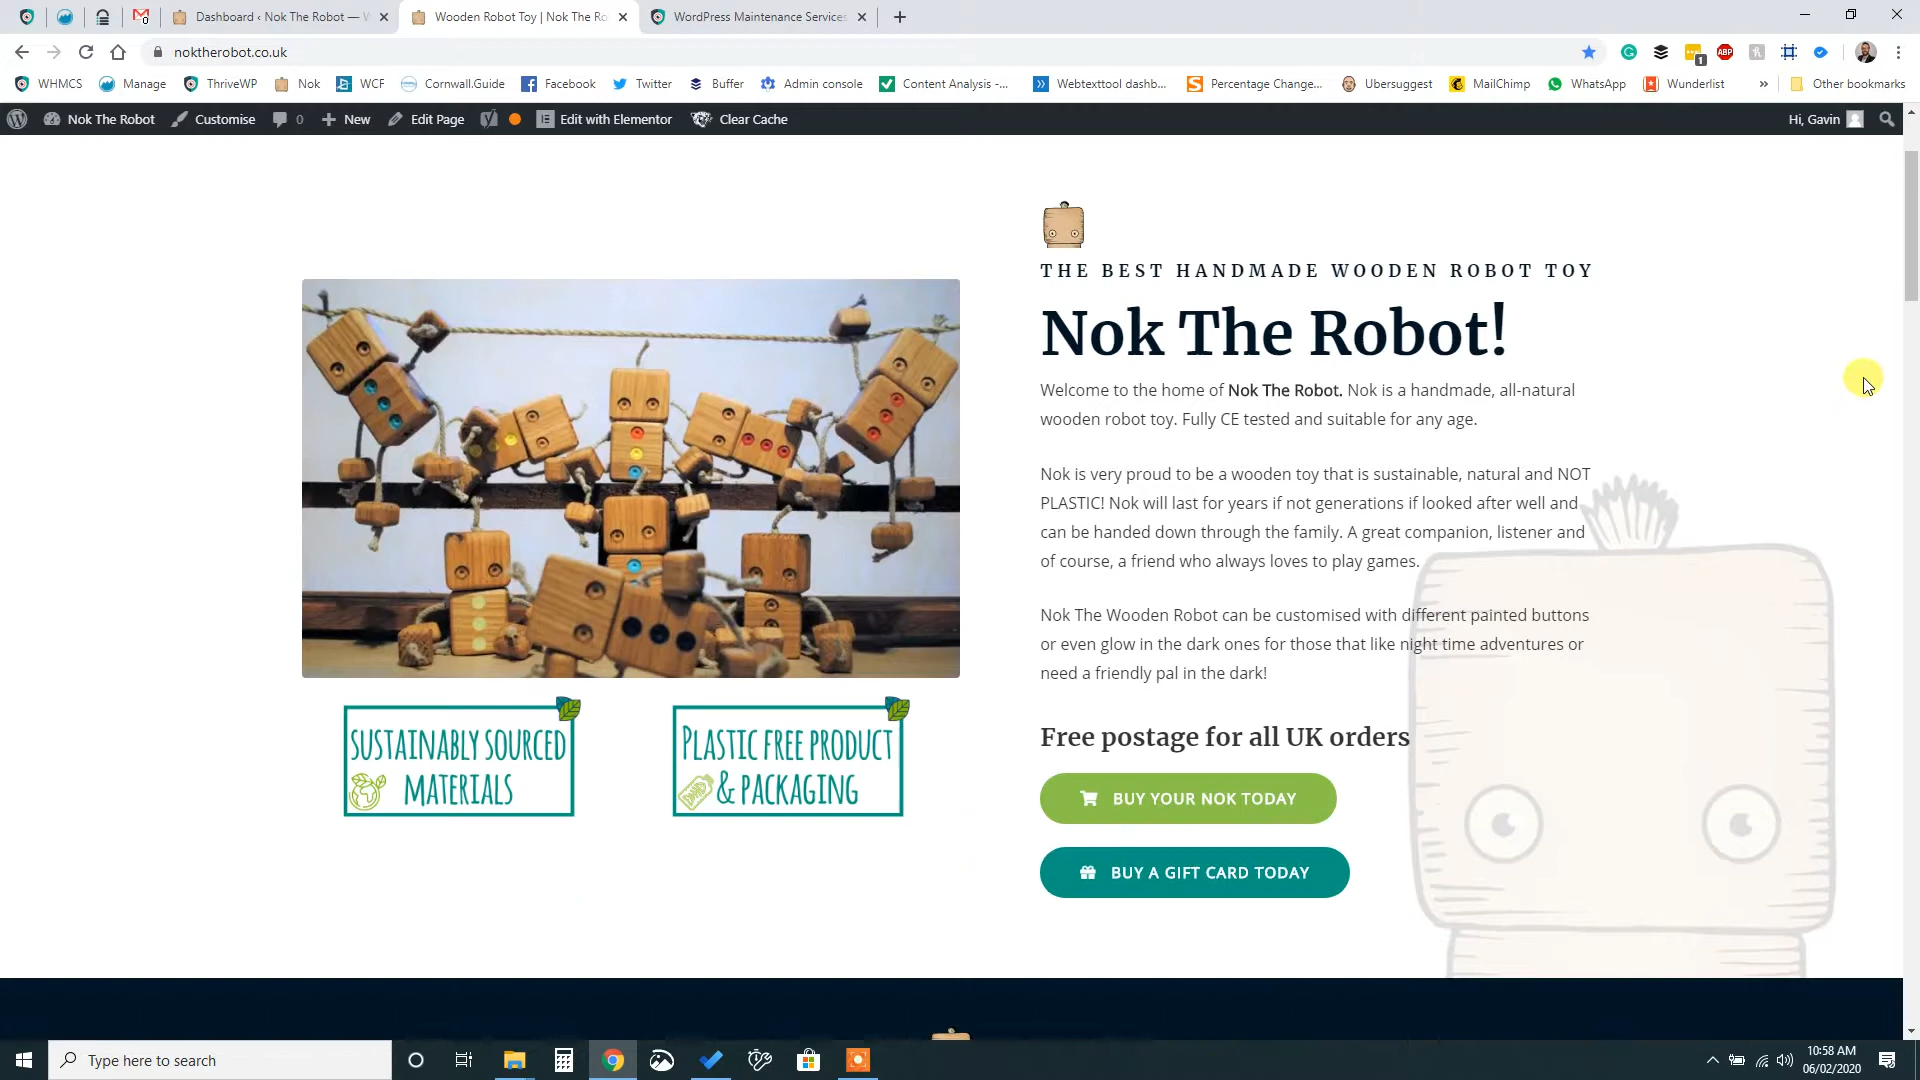 Dashboard ‹ Nok The Robot — W
Wooden Robot Toy | Nok The Ro
WordPress Maintenance Services
noktherobot.co.uk
ABP
1
WHMCS
Manage
ThriveWP
Nok
WCF
Cornwall.Guide
Facebook
Twitter
Buffer
Admin console
Content Analysis -...
Webtexttool dashb...
Percentage Change...
Ubersuggest
MailChimp
WhatsApp
Wunderlist
»
Other bookmarks
Nok The Robot
Customise
0
New
Edit Page
Edit with Elementor
Clear Cache
Hi, Gavin
THE BEST HANDMADE WOODEN ROBOT TOY
Nok The Robot!
Welcome to the home of Nok The Robot. Nok is a handmade, all-natural
wooden robot toy. Fully CE tested and suitable for any age.
Nok is very proud to be a wooden toy that is sustainable, natural and NOT
PLASTIC! Nok will last for years if not generations if looked after well and
can be handed down through the family. A great companion, listener and
of course, a friend who always loves to play games.
Nok The Wooden Robot can be customised with different painted buttons
or even glow in the dark ones for those that like night time adventures or
need a friendly pal in the dark!
SUSTAINABLY SOURCED
MATERIALS
PLASTIC FREE PRODUCT
& PACKAGING
Free postage for all UK orders
BUY YOUR NOK TODAY
BUY A GIFT CARD TODAY
Type here to search
10:58 AM
06/02/2020